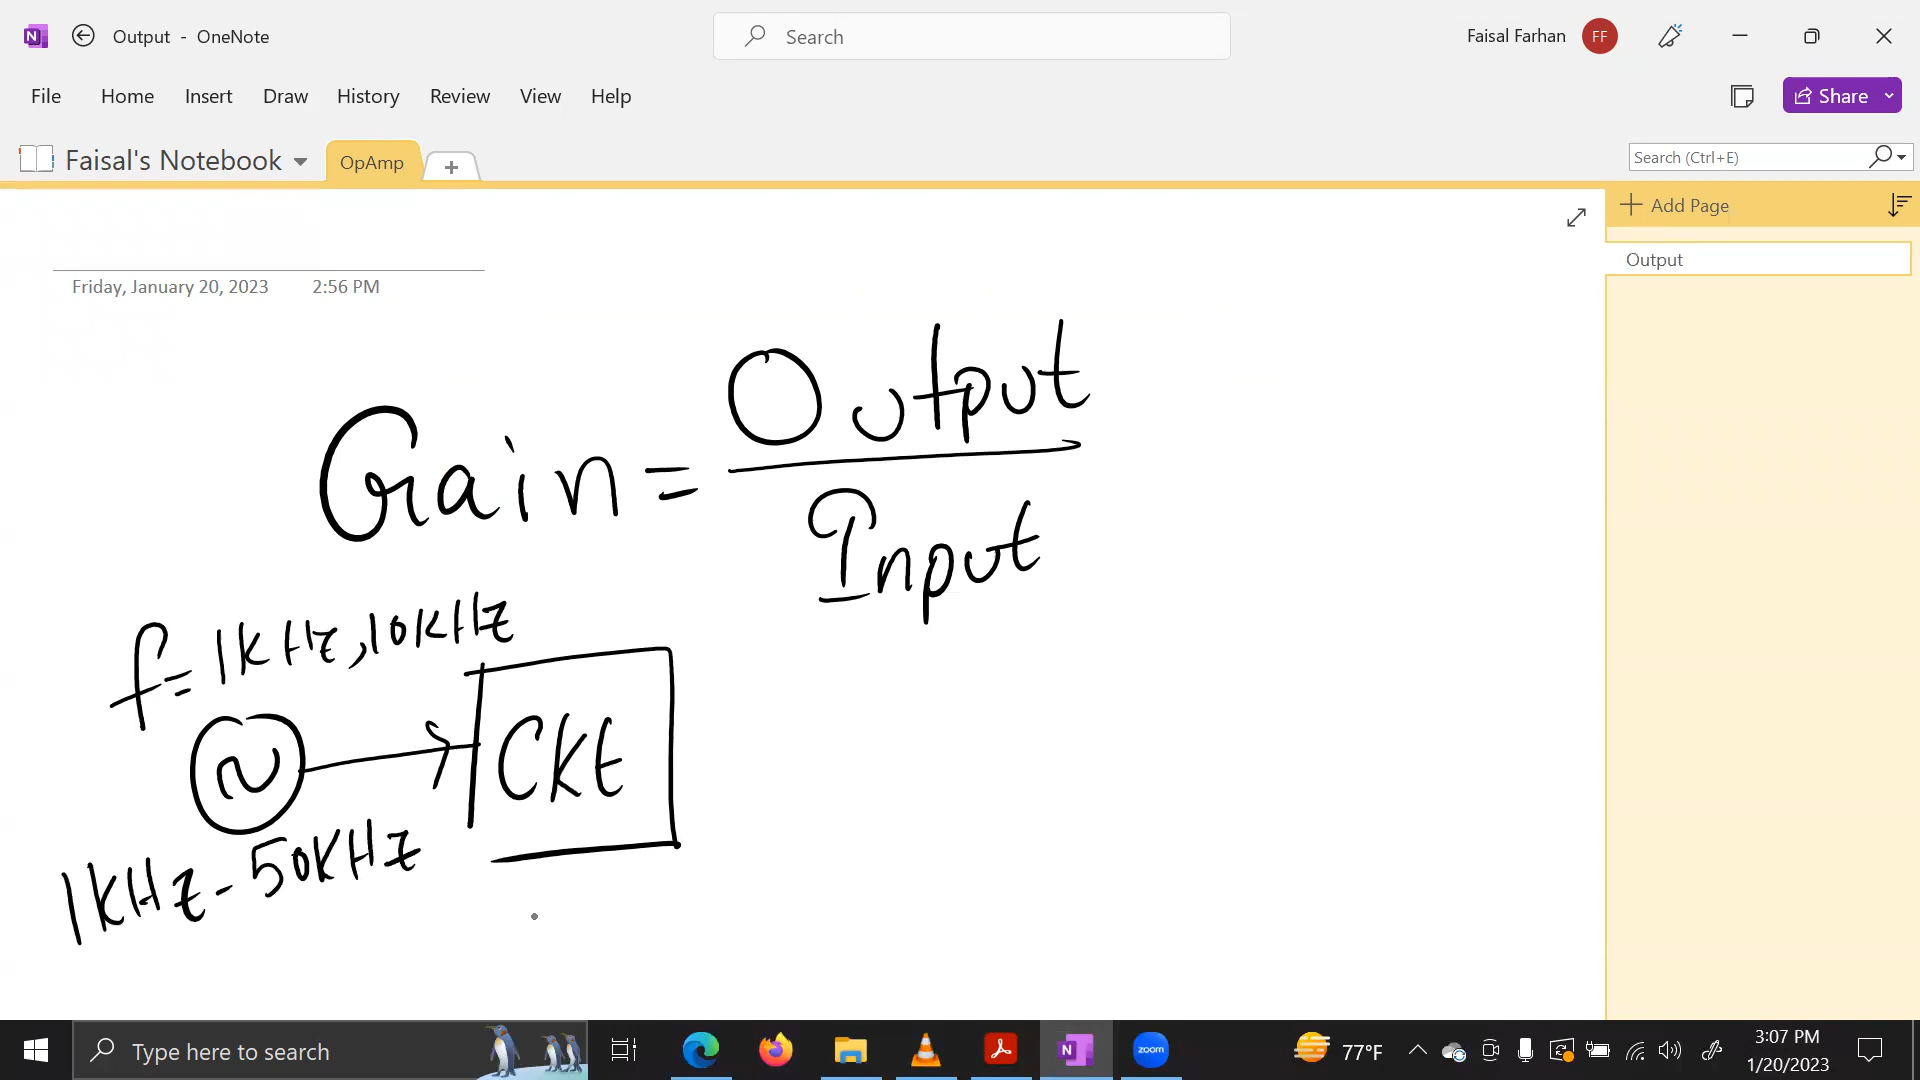 Output - OneNote
Search
Faisal Farhan
FF
File Home Insert Draw History Review View Help
Share
Faisal's Notebook
OpAmp
Search (Ctrl+E)
Add Page
Output
Friday, January 20, 2023 2:56 PM
Gain = Output
Input
f = 1KHz, 10KHz
Ckt
1KHz - 50KHz
Type here to search
zoom
77°F
3:07 PM
1/20/2023